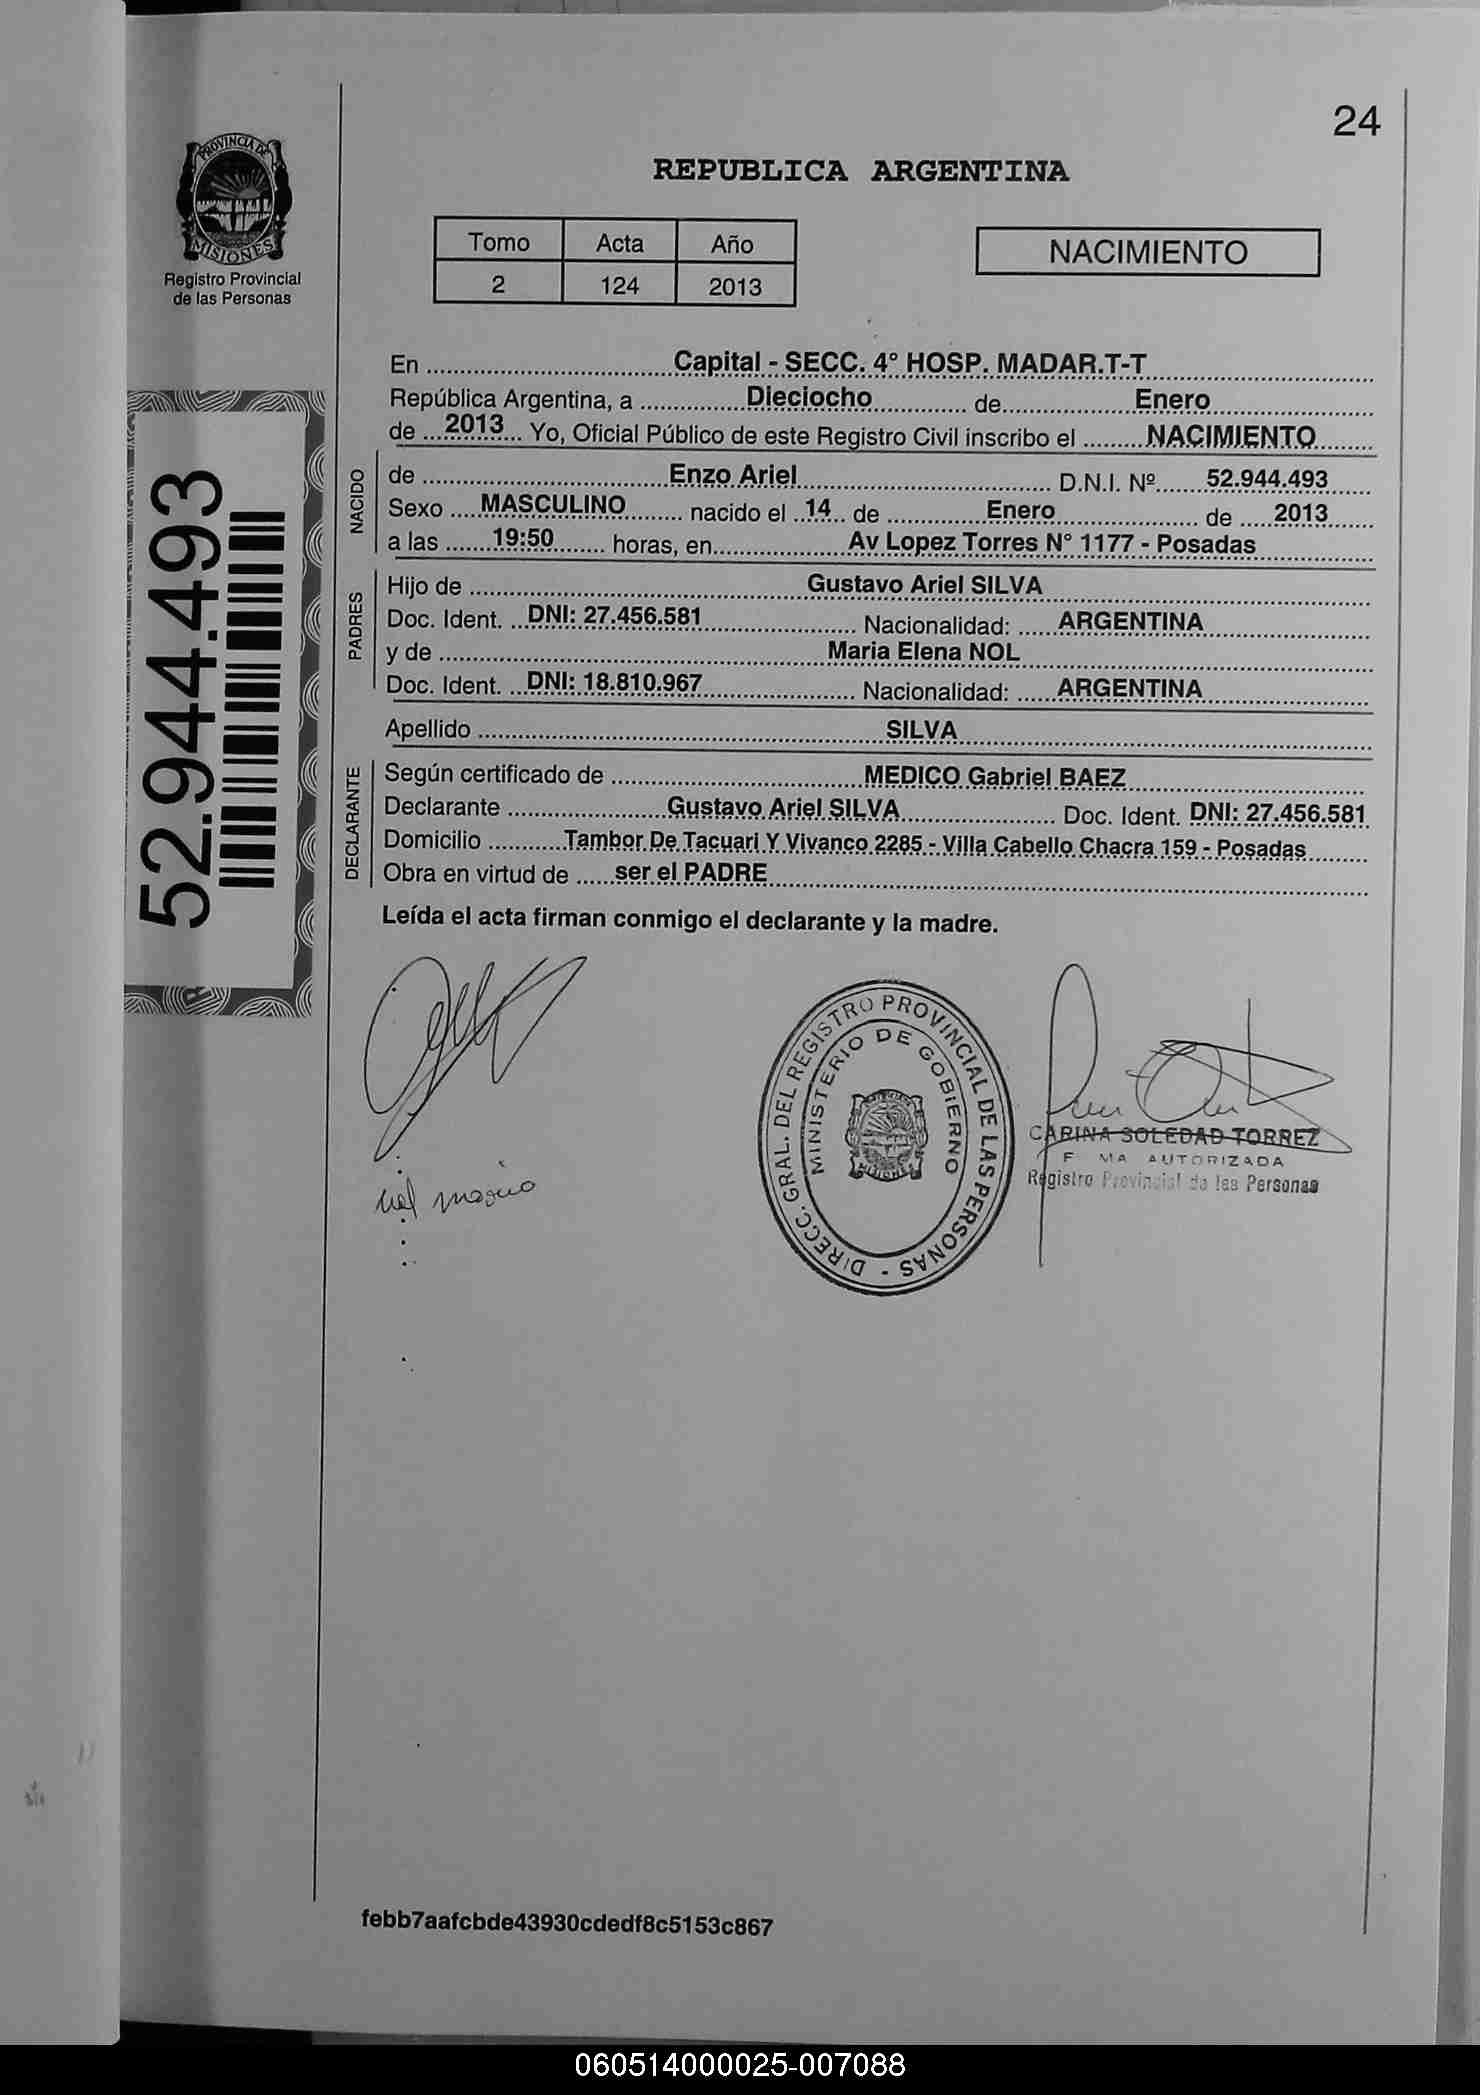 24
PROVINCIA DE
MISIONES
Registro Provincial
de las Personas
REPUBLICA ARGENTINA
Tomo Acta Año
2 124 2013
NACIMIENTO
En Capital - SECC. 4° HOSP. MADAR.T-T
República Argentina, a Dieciocho de Enero
de 2013 Yo, Oficial Público de este Registro Civil inscribo el NACIMIENTO
NACIDO
de Enzo Ariel D.N.I. Nº 52.944.493
Sexo MASCULINO nacido el 14 de Enero de 2013
a las 19:50 horas, en Av Lopez Torres N° 1177 - Posadas
PADRES
Hijo de Gustavo Ariel SILVA
Doc. Ident. DNI: 27.456.581 Nacionalidad: ARGENTINA
y de Maria Elena NOL
Doc. Ident. DNI: 18.810.967 Nacionalidad: ARGENTINA
Apellido SILVA
DECLARANTE
Según certificado de MEDICO Gabriel BAEZ
Declarante Gustavo Ariel SILVA Doc. Ident. DNI: 27.456.581
Domicilio Tambor De Tacuari Y Vivanco 2285 - Villa Cabello Chacra 159 - Posadas
Obra en virtud de ser el PADRE
Leída el acta firman conmigo el declarante y la madre.
52.944.493
DIRECC. GRAL. DEL REGISTRO PROVINCIAL DE LAS PERSONAS -
MINISTERIO DE GOBIERNO
MISIONES
CARINA SOLEDAD TORREZ
F MA AUTORIZADA
Registro Provincial de las Personas
febb7aafcbde43930cdedf8c5153c867
060514000025-007088